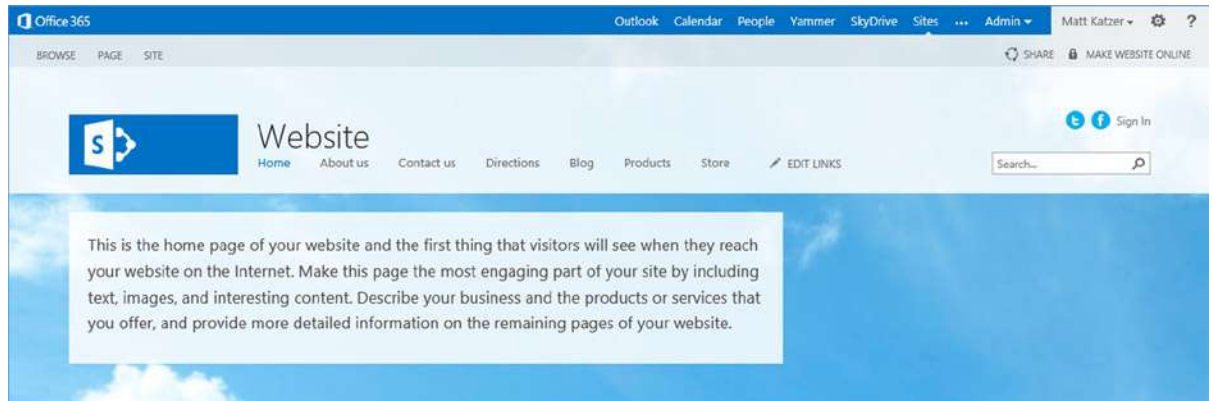 Office 365 Outlook Calendar People Yammer SkyDrive Sites ... Admin Matt Katzer ?
BROWSE PAGE SITE SHARE MAKE WEBSITE ONLINE
S
Website
Sign In
Home About us Contact us Directions Blog Products Store EDIT LINKS
Search...
This is the home page of your website and the first thing that visitors will see when they reach
your website on the Internet. Make this page the most engaging part of your site by including
text, images, and interesting content. Describe your business and the products or services that
you offer, and provide more detailed information on the remaining pages of your website.